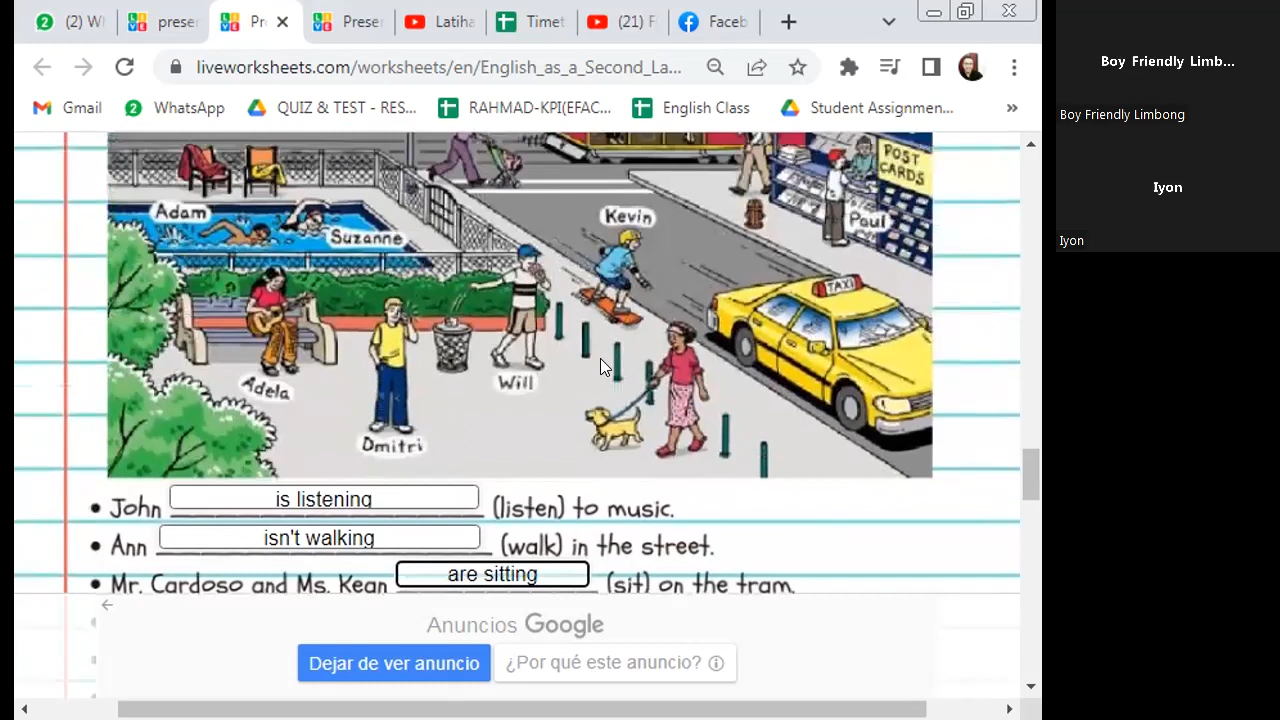 (2) W
prese
Pr
Prese
Latiha
Timet
(21) F
Faceb
liveworksheets.com/worksheets/en/English_as_a_Second_La...
Gmail
WhatsApp
QUIZ & TEST - RES...
RAHMAD-KPI(EFAC...
English Class
Student Assignmen...
»
Boy Friendly Limb...
Boy Friendly Limbong
Iyon
Iyon
POST
CARDS
Adam
Suzanne
Kevin
Paul
TAXI
Adela
Will
Dmitri
• John is listening (listen) to music.
• Ann isn't walking (walk) in the street.
• Mr. Cardoso and Ms. Kean are sitting (sit) on the tram.
Anuncios Google
Dejar de ver anuncio
¿Por qué este anuncio?